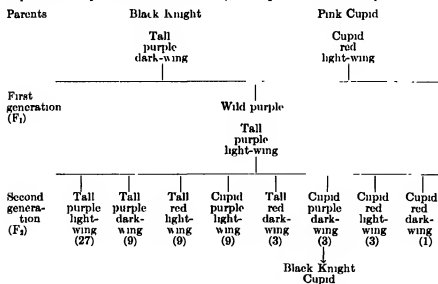 Parents Black Knight Pink Cupid
Tall Cupid
purple red
dark-wing light-wing
First
generation Wild purple
(F₁)
Tall
purple
light-wing
Second Tall Tall Tall Cupid Tall Cupid Cupid Cupid
genera- purple purple red purple red purple red red
tion light- dark- light- light- dark- dark- light- dark-
(F₂) wing wing wing wing wing wing wing wing
(27) (9) (9) (9) (3) (3) (3) (1)
Black Knight
Cupid